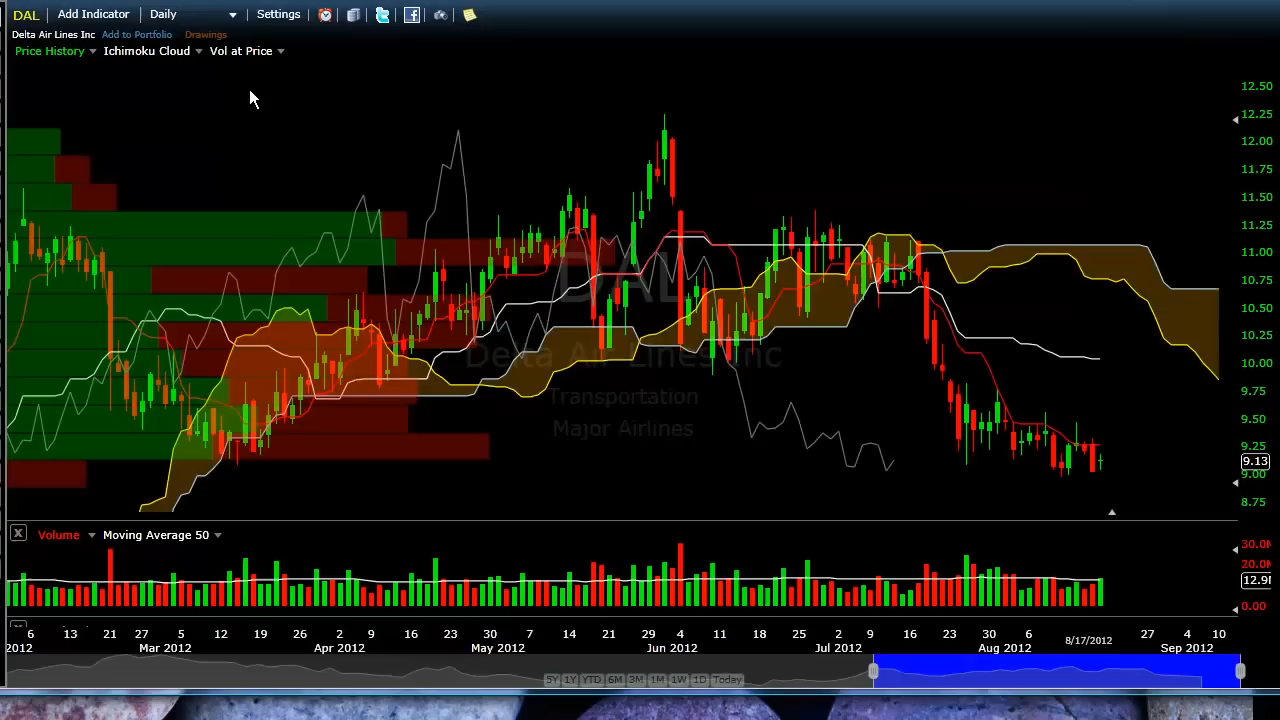 DAL Add Indicator Daily Settings
Delta Air Lines Inc Add to Portfolio Drawings
Price History Ichimoku Cloud Vol at Price
12.50
12.25
12.00
11.75
11.50
11.25
11.00
10.75
10.50
10.25
10.00
9.75
9.50
9.25
9.13
9.00
8.75
DAL
Delta Air Lines Inc
Transportation
Major Airlines
X Volume Moving Average 50
30.0M
20.0M
12.9M
0.00
6 13 21 27 5 12 19 26 2 9 16 23 30 7 14 21 29 4 11 18 25 2 9 16 23 30 6 8/17/2012 27 4 10
2012 Mar 2012 Apr 2012 May 2012 Jun 2012 Jul 2012 Aug 2012 Sep 2012
5Y 1Y YTD 6M 3M 1M 1W 1D Today